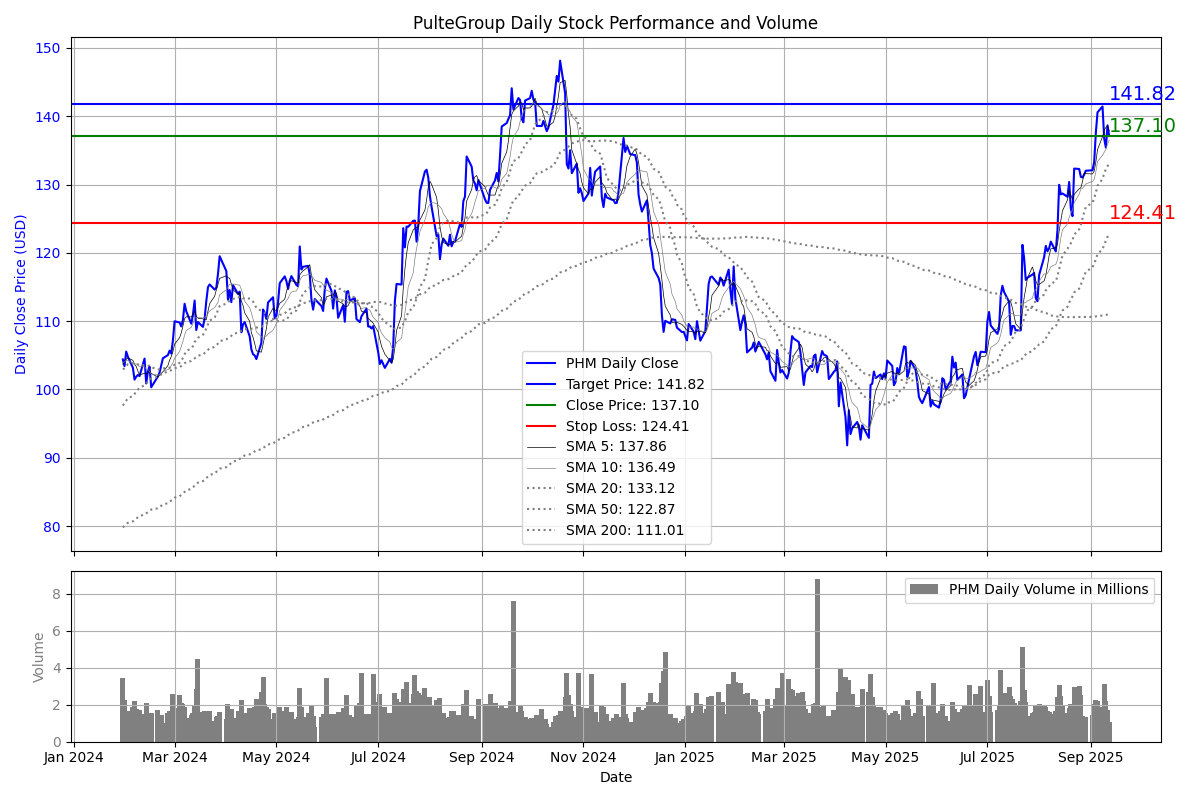 PulteGroup Daily Stock Performance and Volume
150
140
130
120
110
100
90
80
Daily Close Price (USD)
141.82
137.10
124.41
PHM Daily Close
Target Price: 141.82
Close Price: 137.10
Stop Loss: 124.41
SMA 5: 137.86
SMA 10: 136.49
SMA 20: 133.12
SMA 50: 122.87
SMA 200: 111.01
8
6
4
2
0
Volume
PHM Daily Volume in Millions
Jan 2024 Mar 2024 May 2024 Jul 2024 Sep 2024 Nov 2024 Jan 2025 Mar 2025 May 2025 Jul 2025 Sep 2025
Date